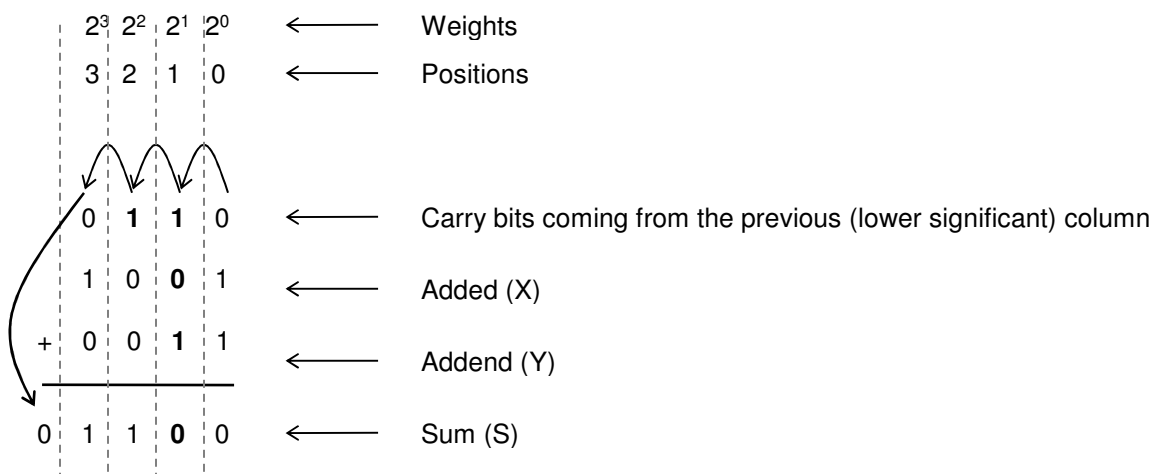 2³ 2² 2¹ 2⁰ Weights
3 2 1 0 Positions
0 1 1 0 Carry bits coming from the previous (lower significant) column
1 0 0 1 Added (X)
+ 0 0 1 1 Addend (Y)
0 1 1 0 0 Sum (S)